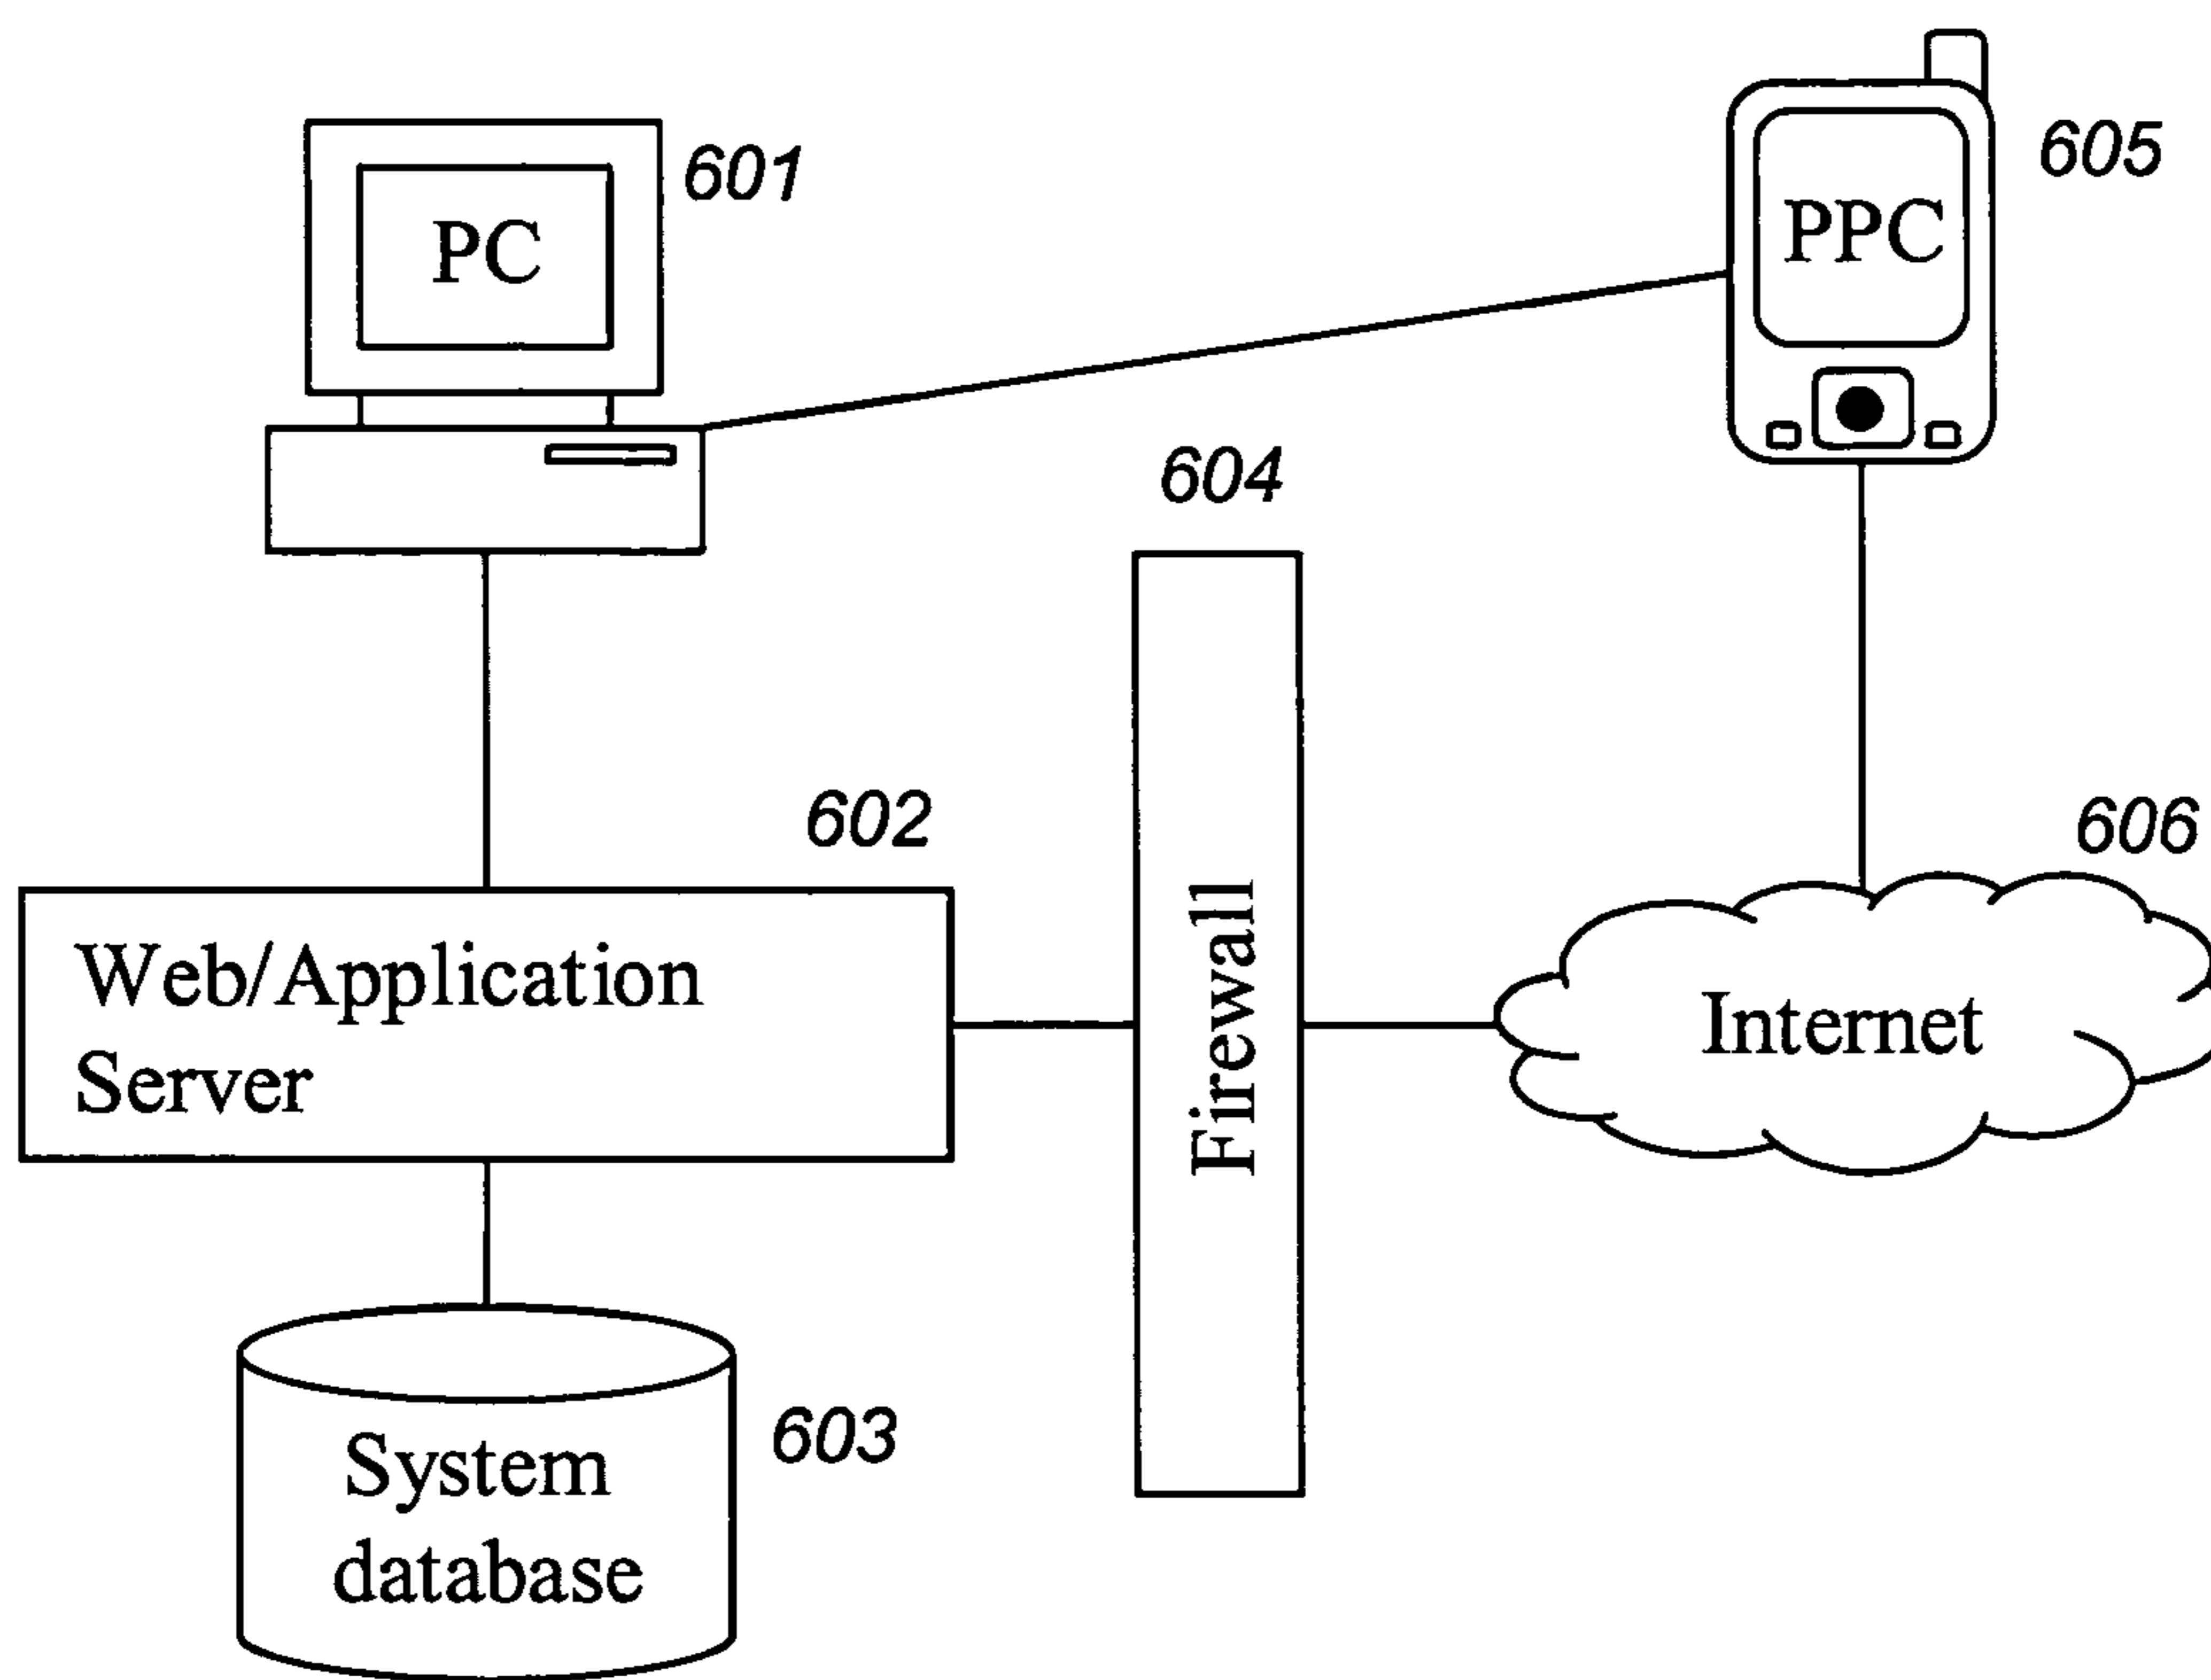 601
PC
605
PPC
604
602
606
Web/Application
Server
Firewall
Internet
603
System
database